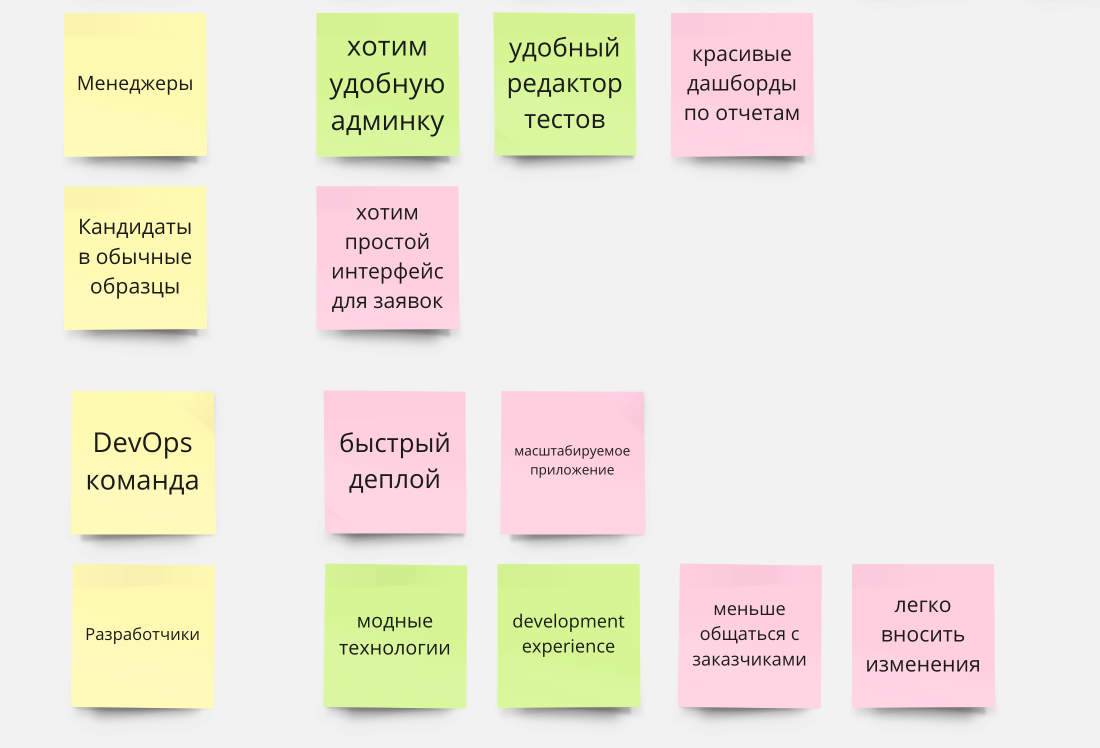 Менеджеры
хотим
удобную
админку
удобный
редактор
тестов
красивые
дашборды
по отчетам
Кандидаты
в обычные
образцы
хотим
простой
интерфейс
для заявок
DevOps
команда
быстрый
деплой
масштабируемое
приложение
Разработчики
модные
технологии
development
experience
меньше
общаться с
заказчиками
легко
вносить
изменения